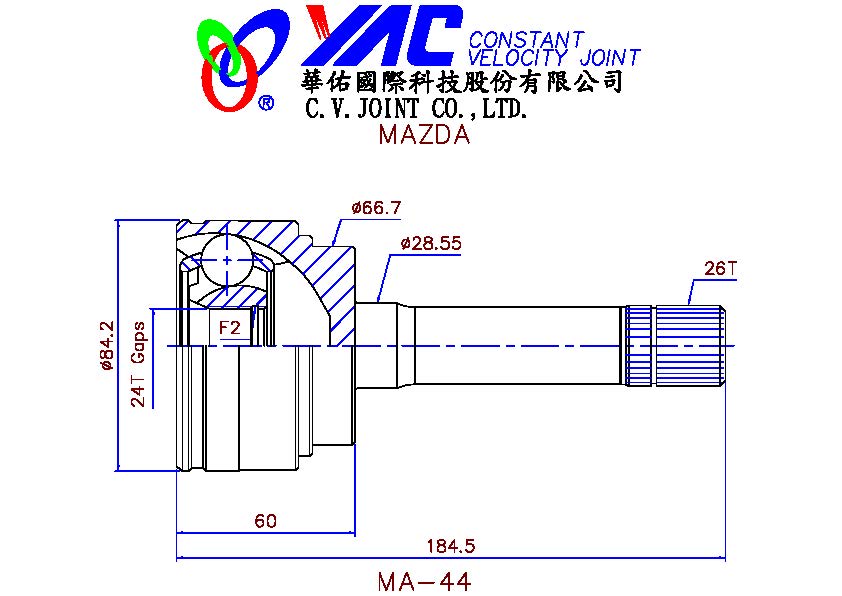 YAC CONSTANT
VELOCITY JOINT
®
華佑國際科技股份有限公司
C.V.JOINT CO.,LTD.
MAZDA
ø66.7
ø28.55
26T
F2
ø84.2
24T Gaps
60
184.5
MA-44